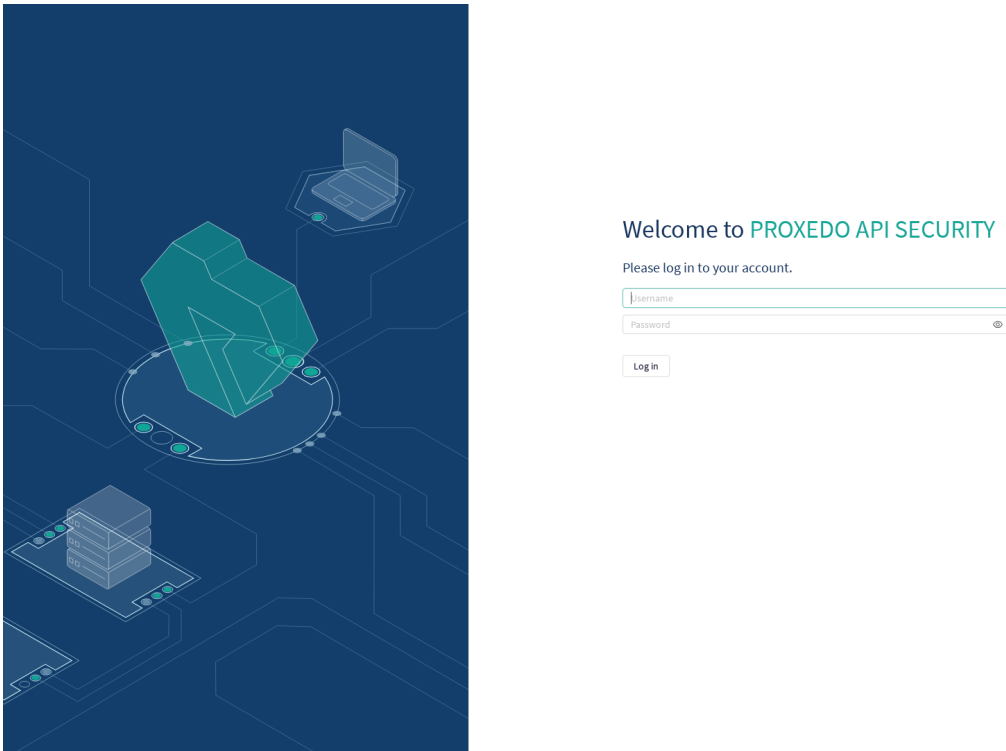 Welcome to PROXEDO API SECURITY
Please log in to your account.
Username
Password
Log in